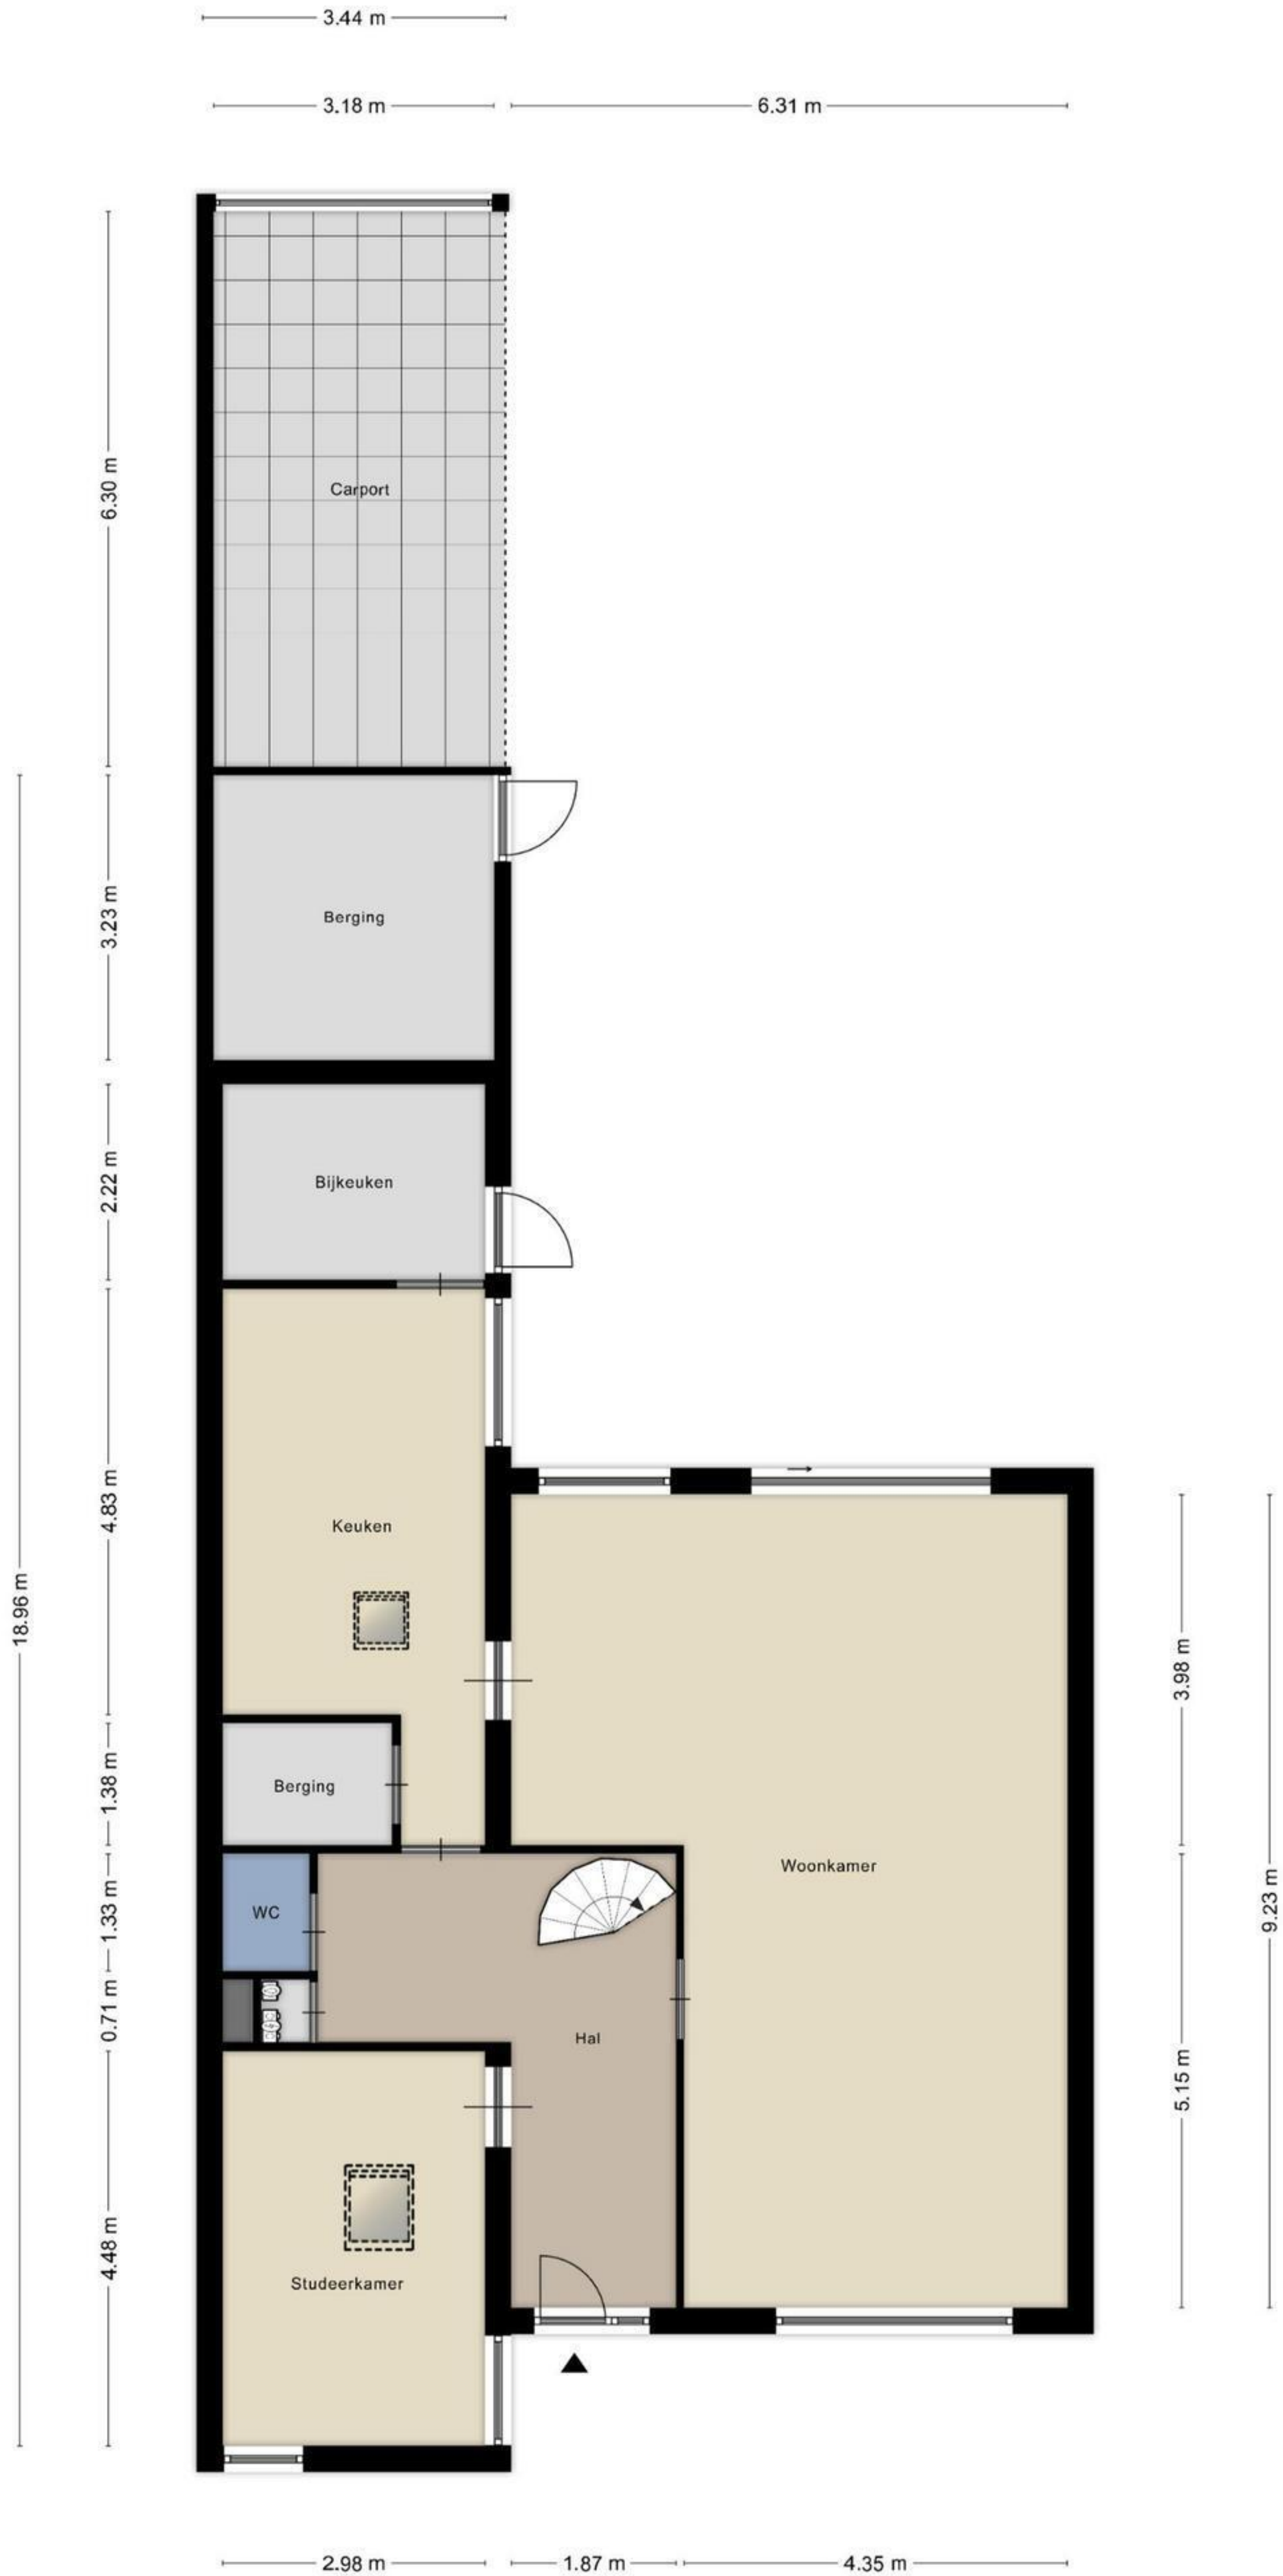 3.44 m
3.18 m
6.31 m
6.30 m
Carport
3.23 m
Berging
2.22 m
Bijkeuken
18.96 m
4.83 m
Keuken
3.98 m
1.38 m
Berging
Woonkamer
9.23 m
1.33 m
WC
0.71 m
Hal
5.15 m
4.48 m
Studeerkamer
2.98 m
1.87 m
4.35 m